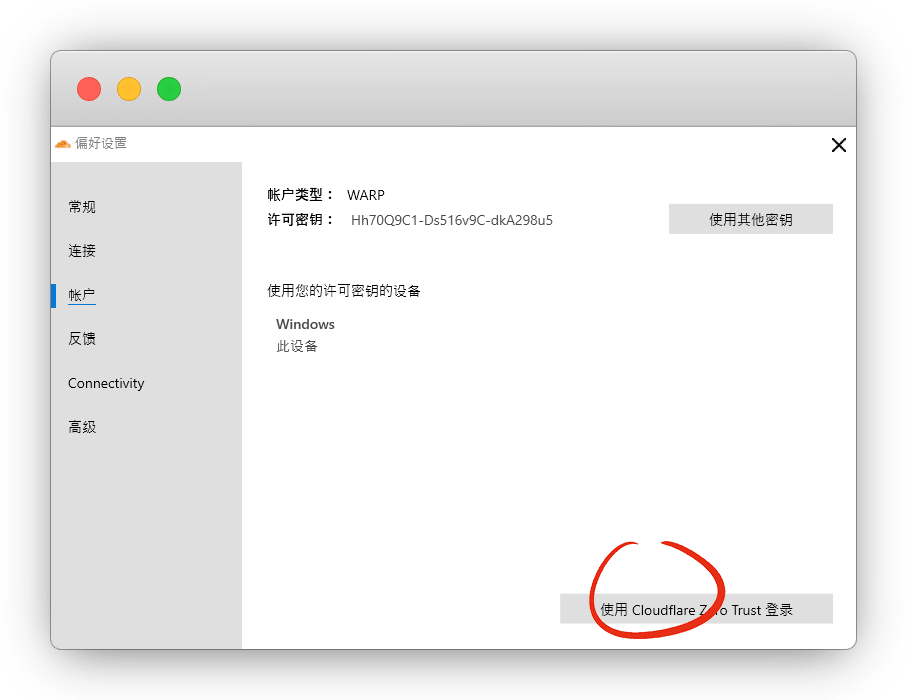 偏好设置
常规
连接
帐户
反馈
Connectivity
高级
帐户类型： WARP
许可密钥： Hh70Q9C1-Ds516v9C-dkA298u5
使用其他密钥
使用您的许可密钥的设备
Windows
此设备
使用 Cloudflare Zero Trust 登录